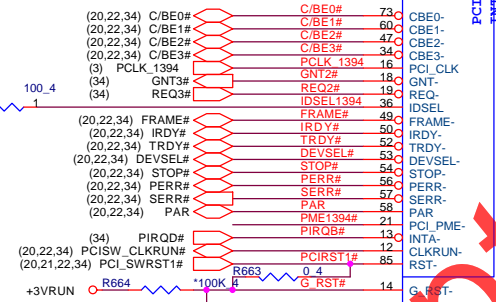 (20,22,34) C/BE0# C/BE0# 73 CBE0-
(20,22,34) C/BE1# C/BE1# 60 CBE1-
(20,22,34) C/BE2# C/BE2# 47 CBE2-
(20,22,34) C/BE3# C/BE3# 34 CBE3-
(3) PCLK_1394 PCLK_1394 16 PCI_CLK
(34) GNT3# GNT2# 18 GNT-
(34) REQ3# REQ2# 19 REQ-
100_4
1 IDSEL1394 36 IDSEL
(20,22,34) FRAME# FRAME# 49 FRAME-
(20,22,34) IRDY# IRDY# 50 IRDY-
(20,22,34) TRDY# TRDY# 52 TRDY-
(20,22,34) DEVSEL# DEVSEL# 53 DEVSEL-
(20,22,34) STOP# STOP# 54 STOP-
(20,22,34) PERR# PERR# 56 PERR-
(20,22,34) SERR# SERR# 57 SERR-
(20,22,34) PAR PAR 58 PAR
PME1394# 21 PCI_PME-
(34) PIRQD# PIRQB# 13 INTA-
(20,22,34) PCISW_CLKRUN# 12 CLKRUN-
(20,21,22,34) PCI_SWRST1# PCIRST1# 85 RST-
R663 0_4
+3VRUN R664 *100K_4 G_RST# 14 G_RST-
PCI